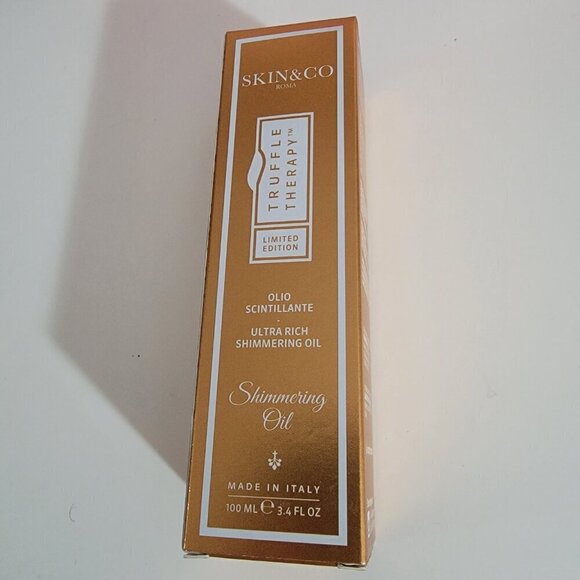 SKIN&CO
ROMA
TRUFFLE
THERAPY™
LIMITED
EDITION
OLIO
SCINTILLANTE
-
ULTRA RICH
SHIMMERING OIL
Shimmering
Oil
MADE IN ITALY
100 ML ℮ 3.4 FL OZ